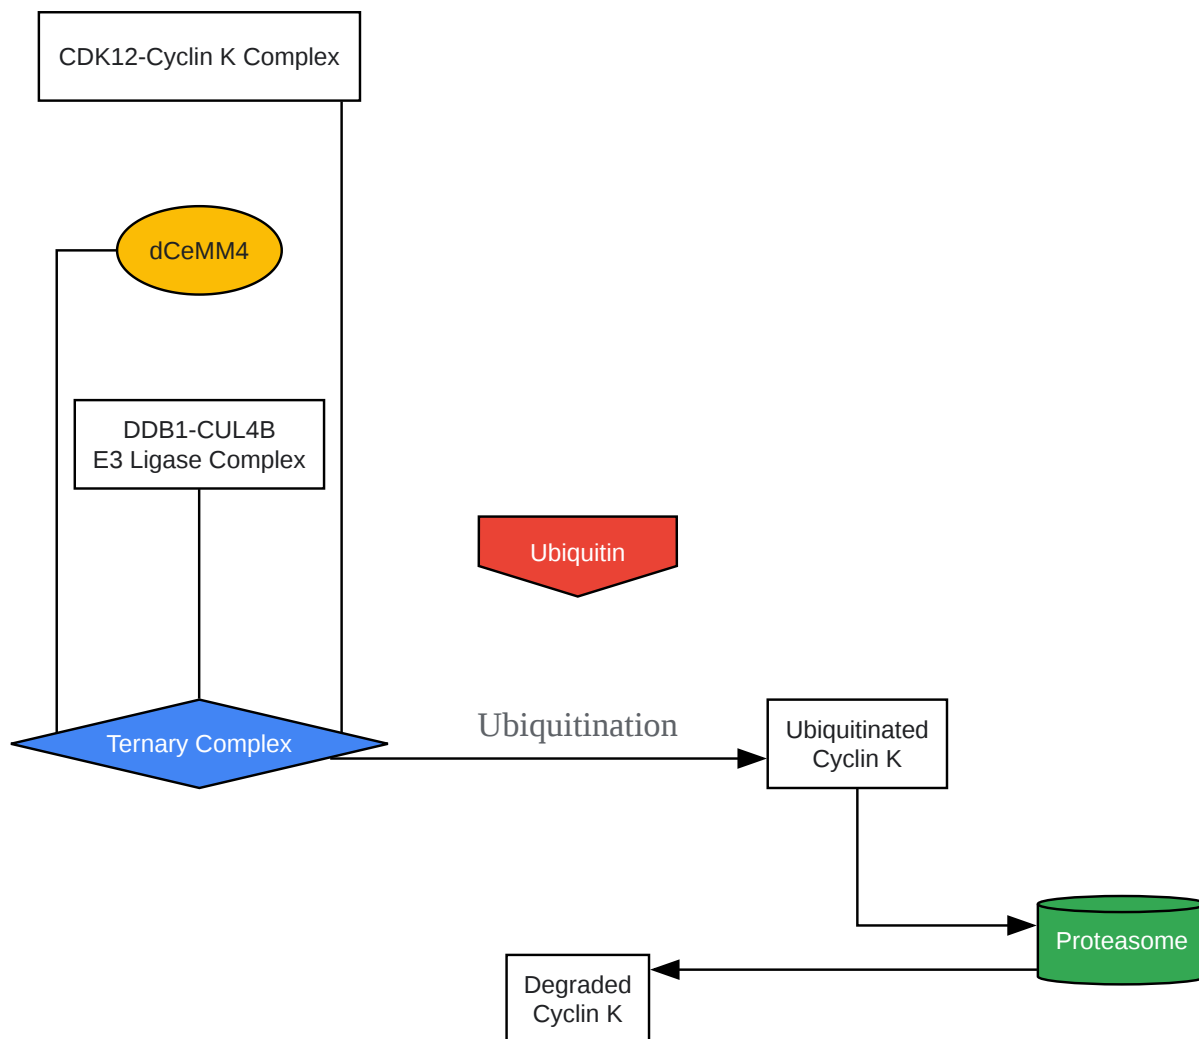 CDK12-Cyclin K Complex
dCeMM4
DDB1-CUL4B
E3 Ligase Complex
Ubiquitin
Ternary Complex
Ubiquitination
Ubiquitinated
Cyclin K
Proteasome
Degraded
Cyclin K